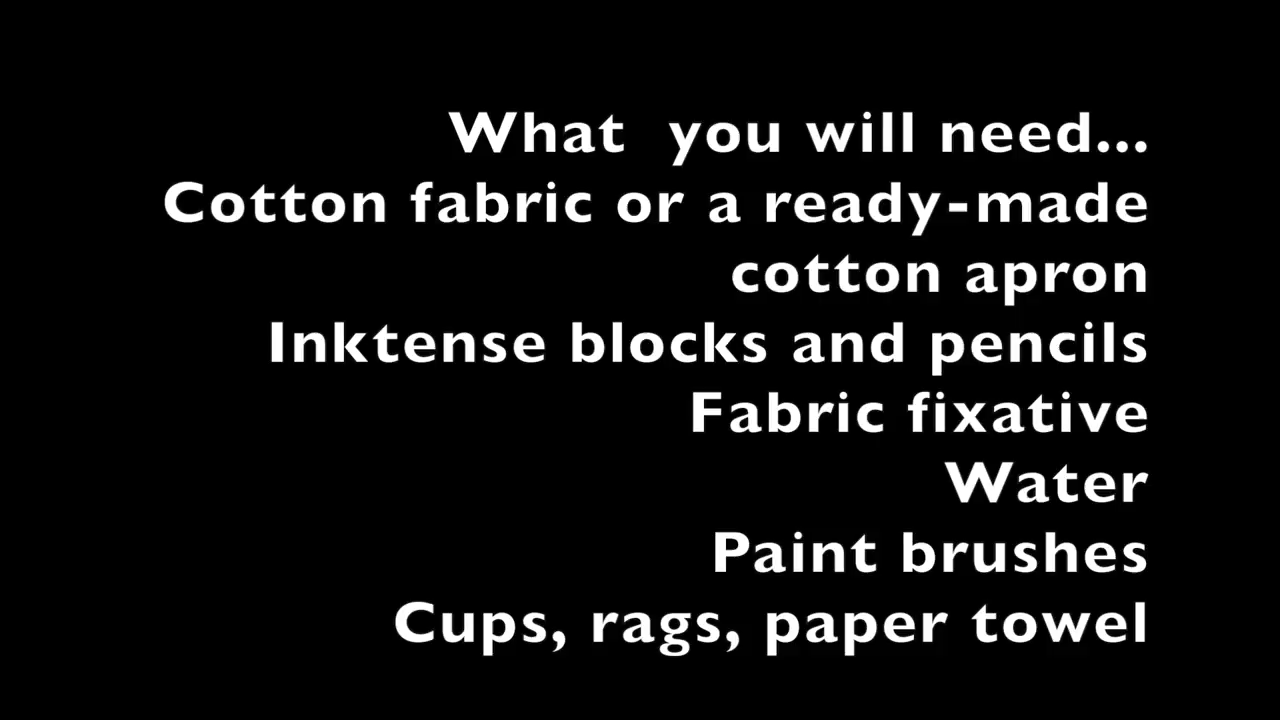 What  you will need...
Cotton fabric or a ready-made
cotton apron
Inktense blocks and pencils
Fabric fixative
Water
Paint brushes
Cups, rags, paper towel